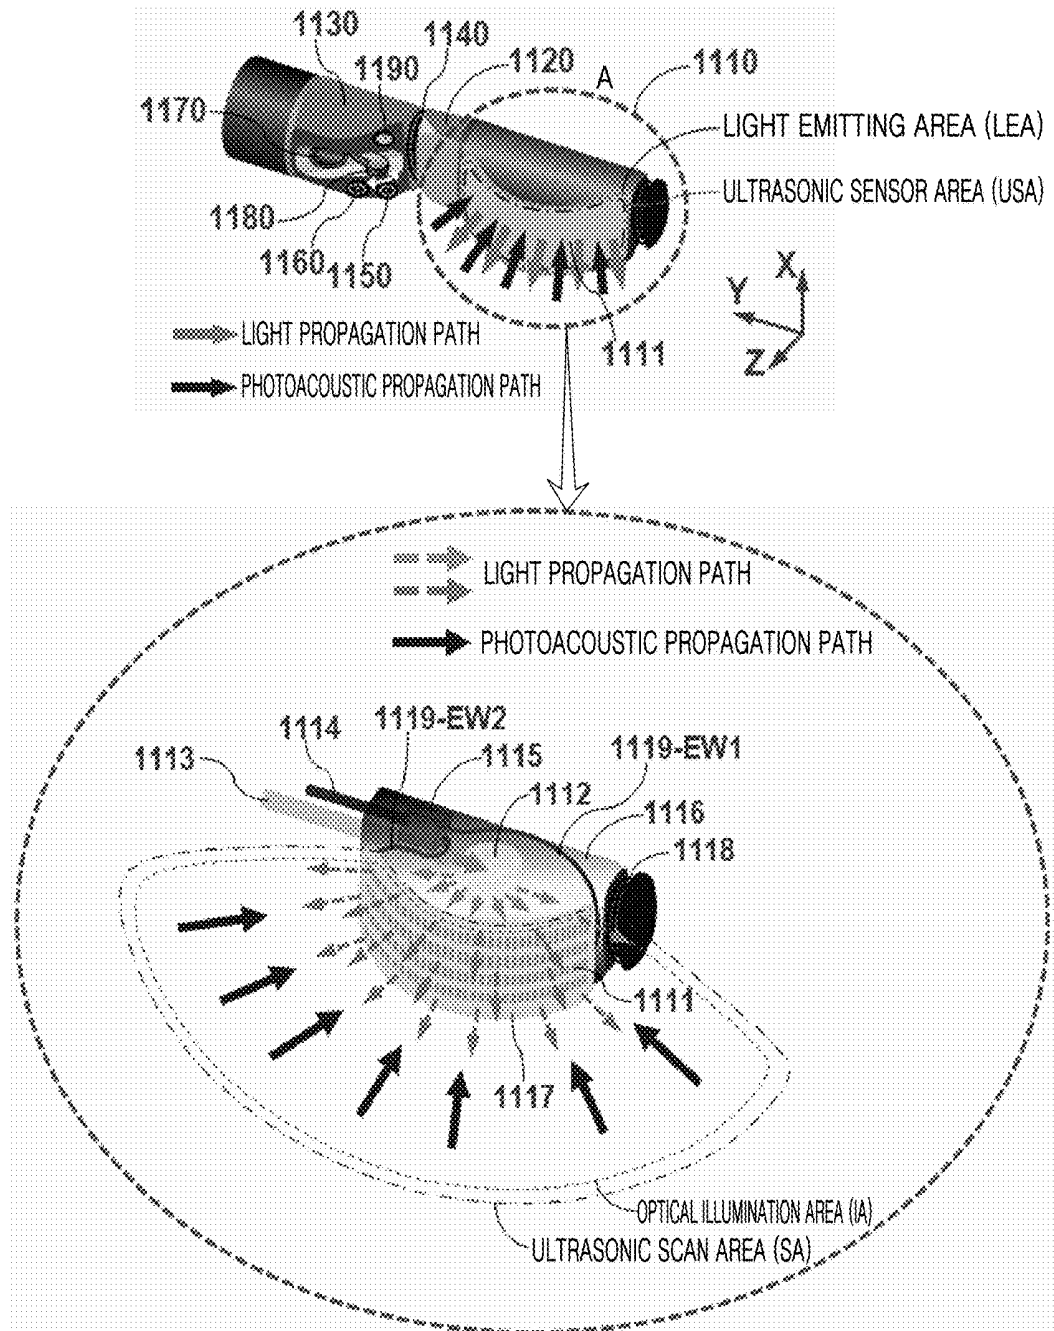 1130
1140
1190
1120
A
1110
1170
LIGHT EMITTING AREA (LEA)
ULTRASONIC SENSOR AREA (USA)
1180
1160
1150
X
Y
Z
1111
LIGHT PROPAGATION PATH
PHOTOACOUSTIC PROPAGATION PATH
LIGHT PROPAGATION PATH
PHOTOACOUSTIC PROPAGATION PATH
1119-EW2
1114
1115
1119-EW1
1113
1112
1116
1118
1111
1117
OPTICAL ILLUMINATION AREA (IA)
ULTRASONIC SCAN AREA (SA)